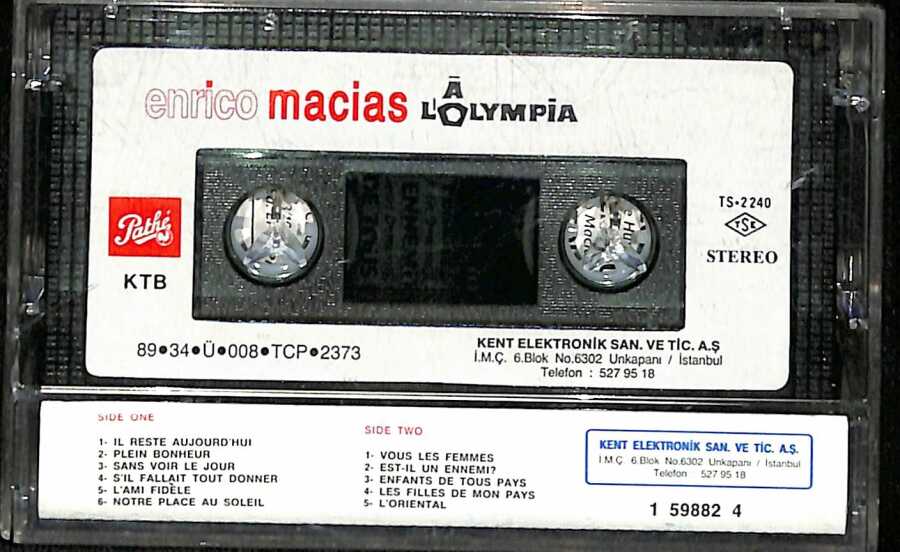 enrico macias À L'OLYMPIA
TS•2240
TSE
Pathé
STEREO
KTB
89•34•Ü•008•TCP•2373
KENT ELEKTRONİK SAN. VE TİC. A.Ş
İ.M.Ç. 6.Blok No.6302 Unkapanı / İstanbul
Telefon : 527 95 18
SIDE ONE
1- IL RESTE AUJOURD'HUI
2- PLEIN BONHEUR
3- SANS VOIR LE JOUR
4- S'IL FALLAIT TOUT DONNER
5- L'AMI FIDÈLE
6- NOTRE PLACE AU SOLEIL
SIDE TWO
1- VOUS LES FEMMES
2- EST-IL UN ENNEMI?
3- ENFANTS DE TOUS PAYS
4- LES FILLES DE MON PAYS
5- L'ORIENTAL
KENT ELEKTRONİK SAN. VE TİC. A.Ş.
İ.M.Ç 6.Blok No.6302 Unkapanı / İstanbul
Telefon 527 95 18
1 59882 4